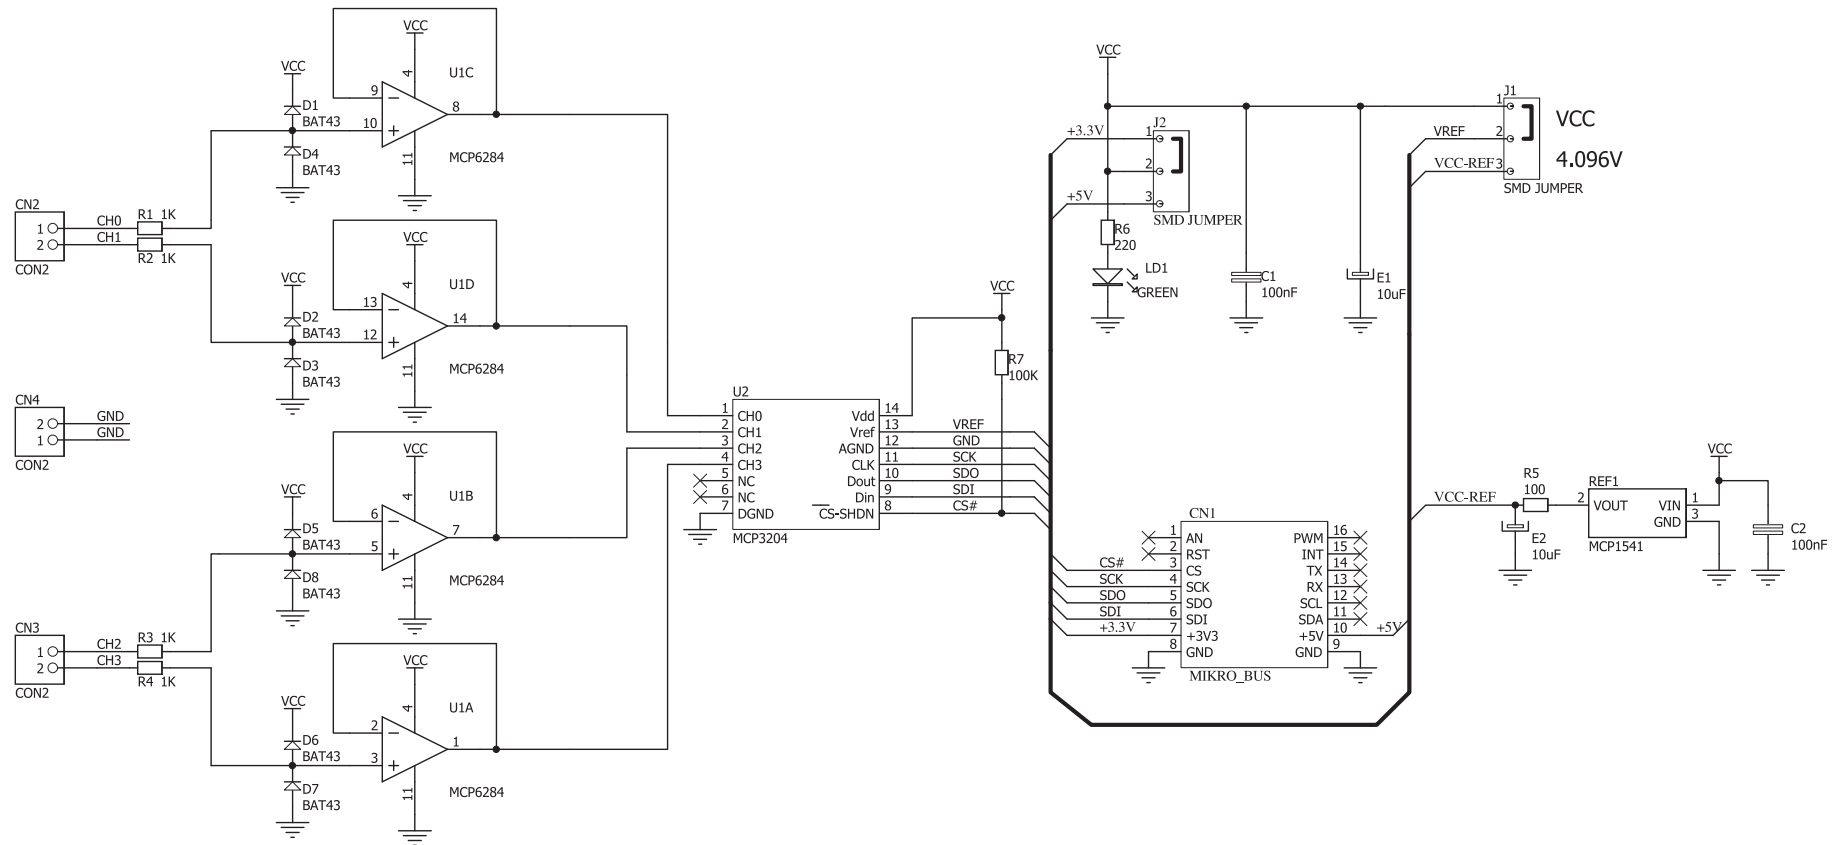 VCC
4
U1C
9
8
10
11
MCP6284
VCC
D1
BAT43
D4
BAT43
CN2
1
2
CON2
CH0
CH1
R1 1K
R2 1K
VCC
4
U1D
13
14
12
11
MCP6284
VCC
D2
BAT43
D3
BAT43
CN4
2
1
CON2
GND
GND
VCC
4
U1B
6
7
5
11
MCP6284
VCC
D5
BAT43
D8
BAT43
CN3
1
2
CON2
CH2
CH3
R3 1K
R4 1K
VCC
4
U1A
2
1
3
11
MCP6284
VCC
D6
BAT43
D7
BAT43
U2
1 CH0
2 CH1
3 CH2
4 CH3
5 NC
6 NC
7 DGND
Vdd 14
Vref 13
AGND 12
CLK 11
Dout 10
Din 9
CS-SHDN 8
MCP3204
VREF
GND
SCK
SDO
SDI
CS#
VCC
R7
100K
VCC
J2
+3.3V 1
2
+5V 3
SMD JUMPER
R6
220
LD1
GREEN
C1
100nF
E1
10uF
J1
1
VREF 2
VCC-REF 3
VCC
4.096V
SMD JUMPER
CN1
1 AN
2 RST
CS# 3 CS
SCK 4 SCK
SDO 5 SDO
SDI 6 SDI
+3.3V 7 +3V3
8 GND
PWM 16
INT 15
TX 14
RX 13
SCL 12
SDA 11
+5V 10 +5V
GND 9
MIKRO_BUS
VCC-REF
R5
100
E2
10uF
REF1
2 VOUT
VIN 1
GND 3
MCP1541
VCC
C2
100nF